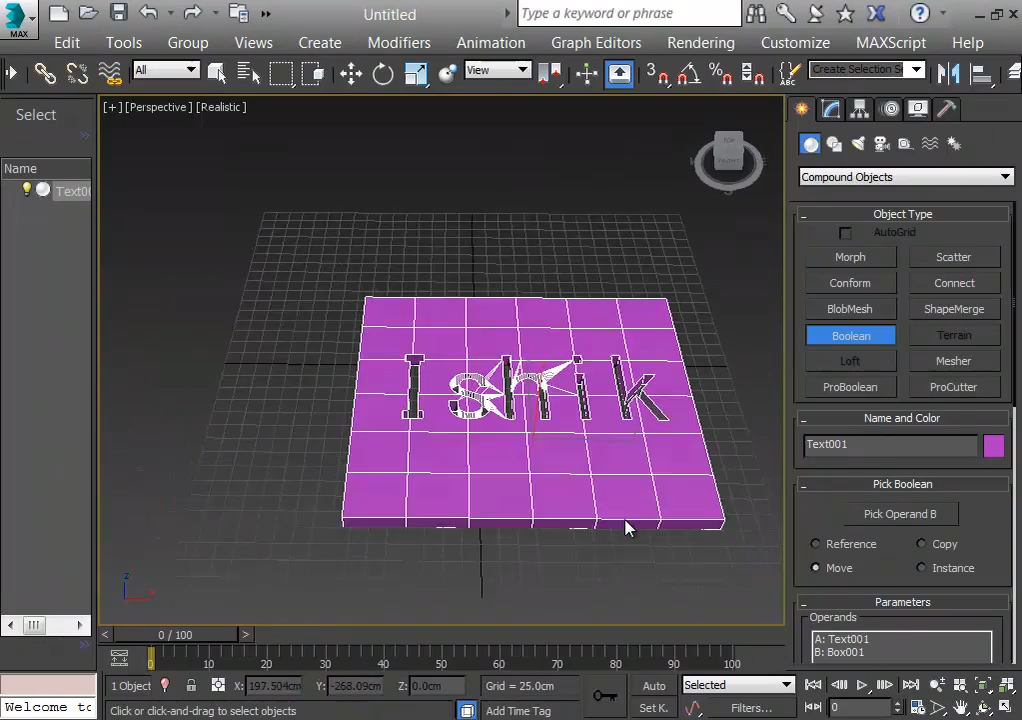 MAX
Untitled
Type a keyword or phrase
Edit Tools Group Views Create Modifiers Animation Graph Editors Rendering Customize MAXScript Help
All
View
Create Selection Se
Select
Name
Text00
[+] [Perspective] [Realistic]
TOP
FRONT
Ishik
z
Compound Objects
Object Type
AutoGrid
Morph Scatter
Conform Connect
BlobMesh ShapeMerge
Boolean Terrain
Loft Mesher
ProBoolean ProCutter
Name and Color
Text001
Pick Boolean
Pick Operand B
Reference Copy
Move Instance
Parameters
Operands
A: Text001
B: Box001
0 / 100
0 10 20 30 40 50 60 70 80 90 100
1 Object X: 197.504cm Y: -268.09cm Z: 0.0cm Grid = 25.0cm Auto Selected
Welcome to Click or click-and-drag to select objects Add Time Tag Set K. Filters... 0